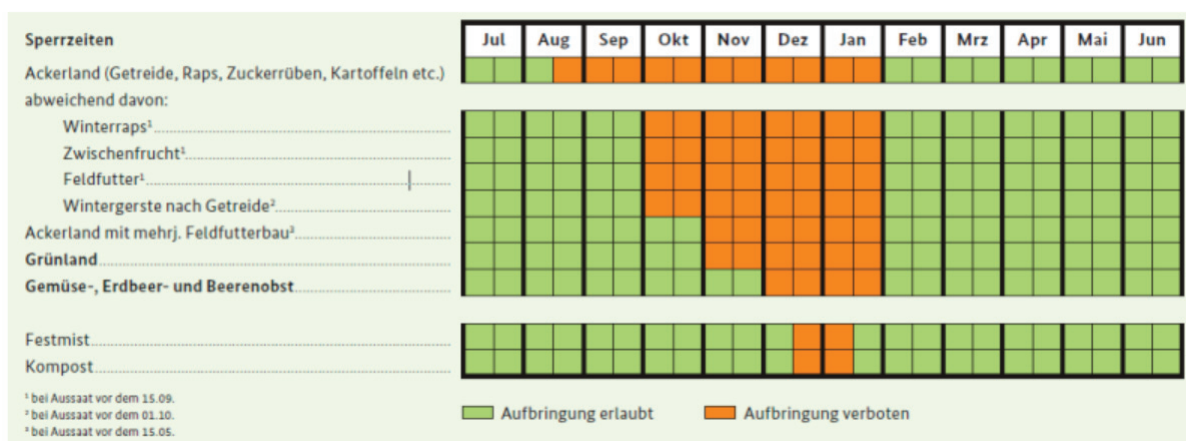 Sperrzeiten Jul Aug Sep Okt Nov Dez Jan Feb Mrz Apr Mai Jun
Ackerland (Getreide, Raps, Zuckerrüben, Kartoffeln etc.)
abweichend davon:
Winterraps¹
Zwischenfrucht¹
Feldfutter¹
Wintergerste nach Getreide²
Ackerland mit mehrj. Feldfutterbau³
Grünland
Gemüse-, Erdbeer- und Beerenobst
Festmist
Kompost
¹ bei Aussaat vor dem 15.09.
² bei Aussaat vor dem 01.10.
³ bei Aussaat vor dem 15.05.
Aufbringung erlaubt Aufbringung verboten